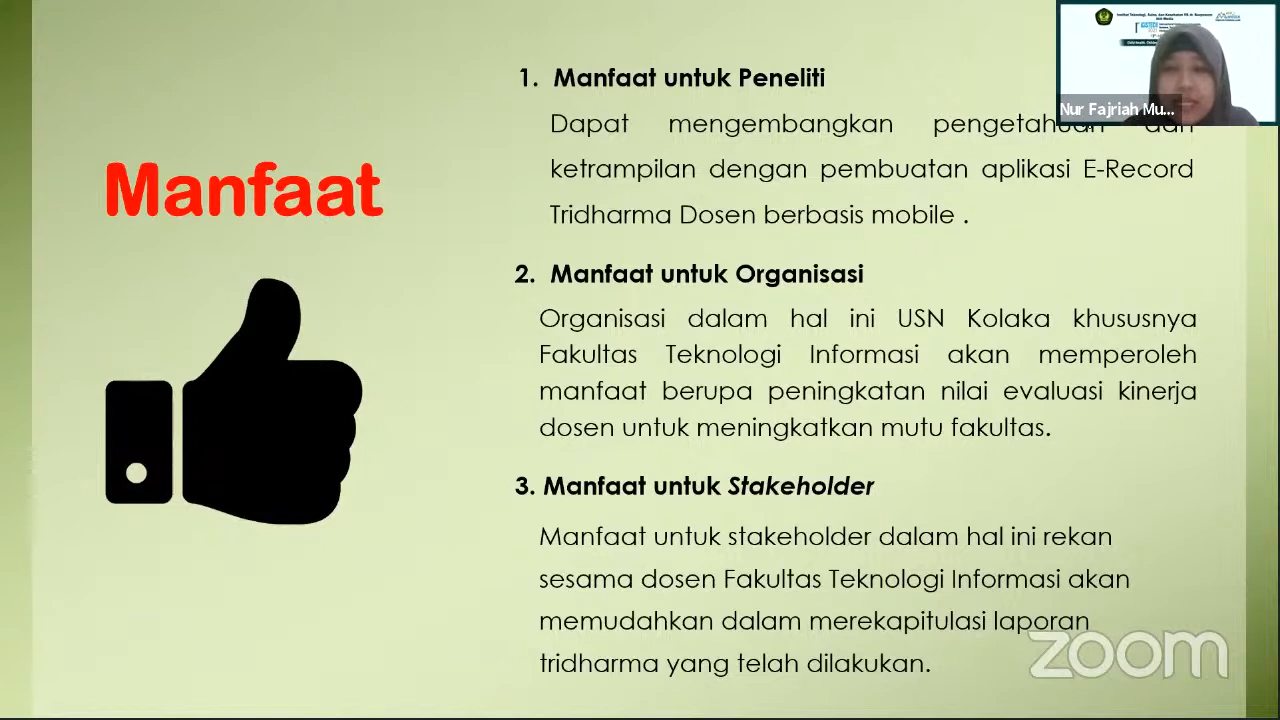 Manfaat
1. Manfaat untuk Peneliti
Dapat mengembangkan pengetahuan dan
ketrampilan dengan pembuatan aplikasi E-Record
Tridharma Dosen berbasis mobile .
2. Manfaat untuk Organisasi
Organisasi dalam hal ini USN Kolaka khususnya
Fakultas Teknologi Informasi akan memperoleh
manfaat berupa peningkatan nilai evaluasi kinerja
dosen untuk meningkatkan mutu fakultas.
3. Manfaat untuk Stakeholder
Manfaat untuk stakeholder dalam hal ini rekan
sesama dosen Fakultas Teknologi Informasi akan
memudahkan dalam merekapitulasi laporan
tridharma yang telah dilakukan.
Nur Fajriah Mu...
zoom